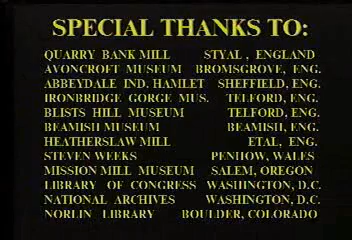 SPECIAL THANKS TO:
QUARRY BANK MILL STYAL, ENGLAND
AVONCROFT MUSEUM BROMSGROVE, ENG.
ABBEYDALE IND. HAMLET SHEFFIELD, ENG.
IRONBRIDGE GORGE MUS. TELFORD, ENG.
BLISTS HILL MUSEUM TELFORD, ENG.
BEAMISH MUSEUM BEAMISH, ENG.
HEATHERSLAW MILL ETAL, ENG.
STEVEN WEEKS PENHOW, WALES
MISSION MILL MUSEUM SALEM, OREGON
LIBRARY OF CONGRESS WASHINGTON, D.C.
NATIONAL ARCHIVES WASHINGTON, D.C.
NORLIN LIBRARY BOULDER, COLORADO